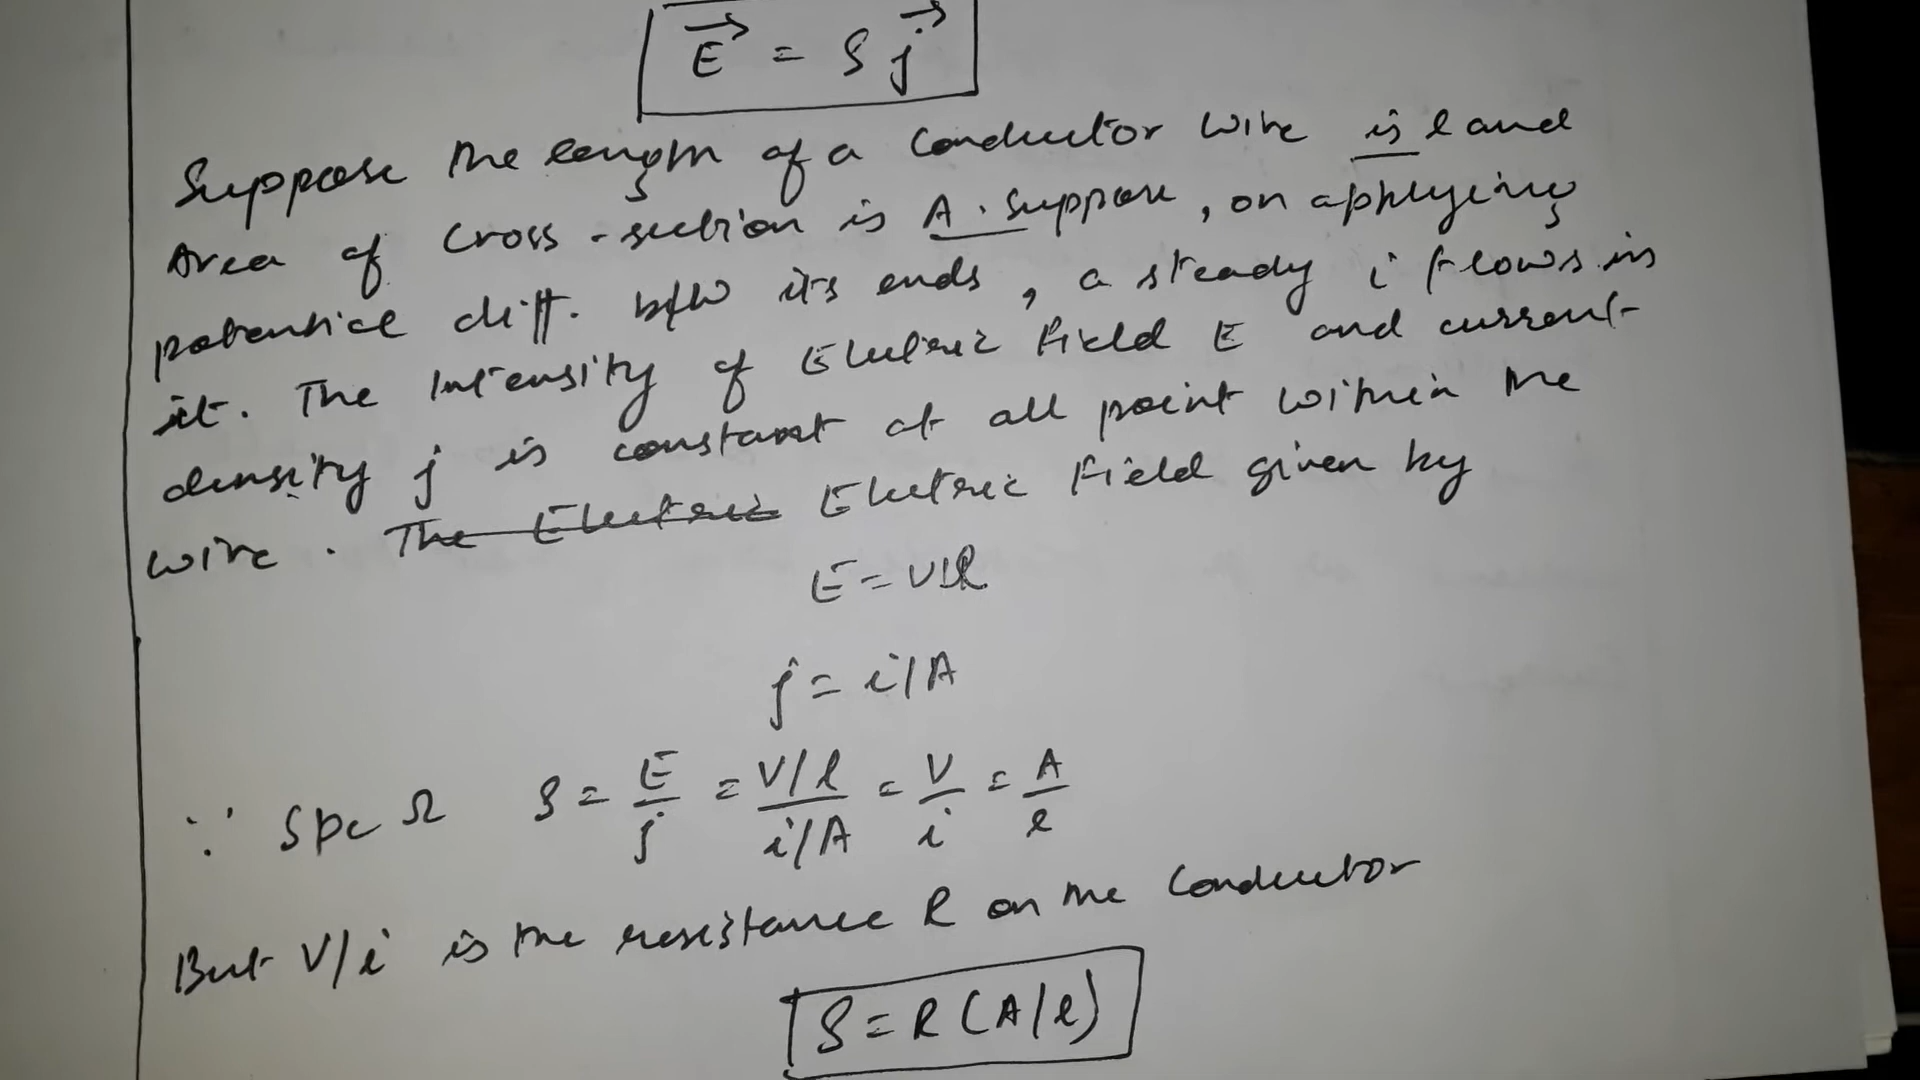 E⃗ = ρ j⃗
Suppose the length of a Conductor wire is l and
Area of Cross-section is A. Suppose, on applying
potential diff. b/w its ends, a steady i flows in
it. The Intensity of Electric Field E and current
density j is constant at all point within the
wire. ~~The Electric~~ Electric Field given by
E = V/l
j = i/A
∵ Spc Ω ρ = E/j = V/l / i/A = V/i = A/l
But V/i is the resistance R on the Conductor
ρ = R (A/l)